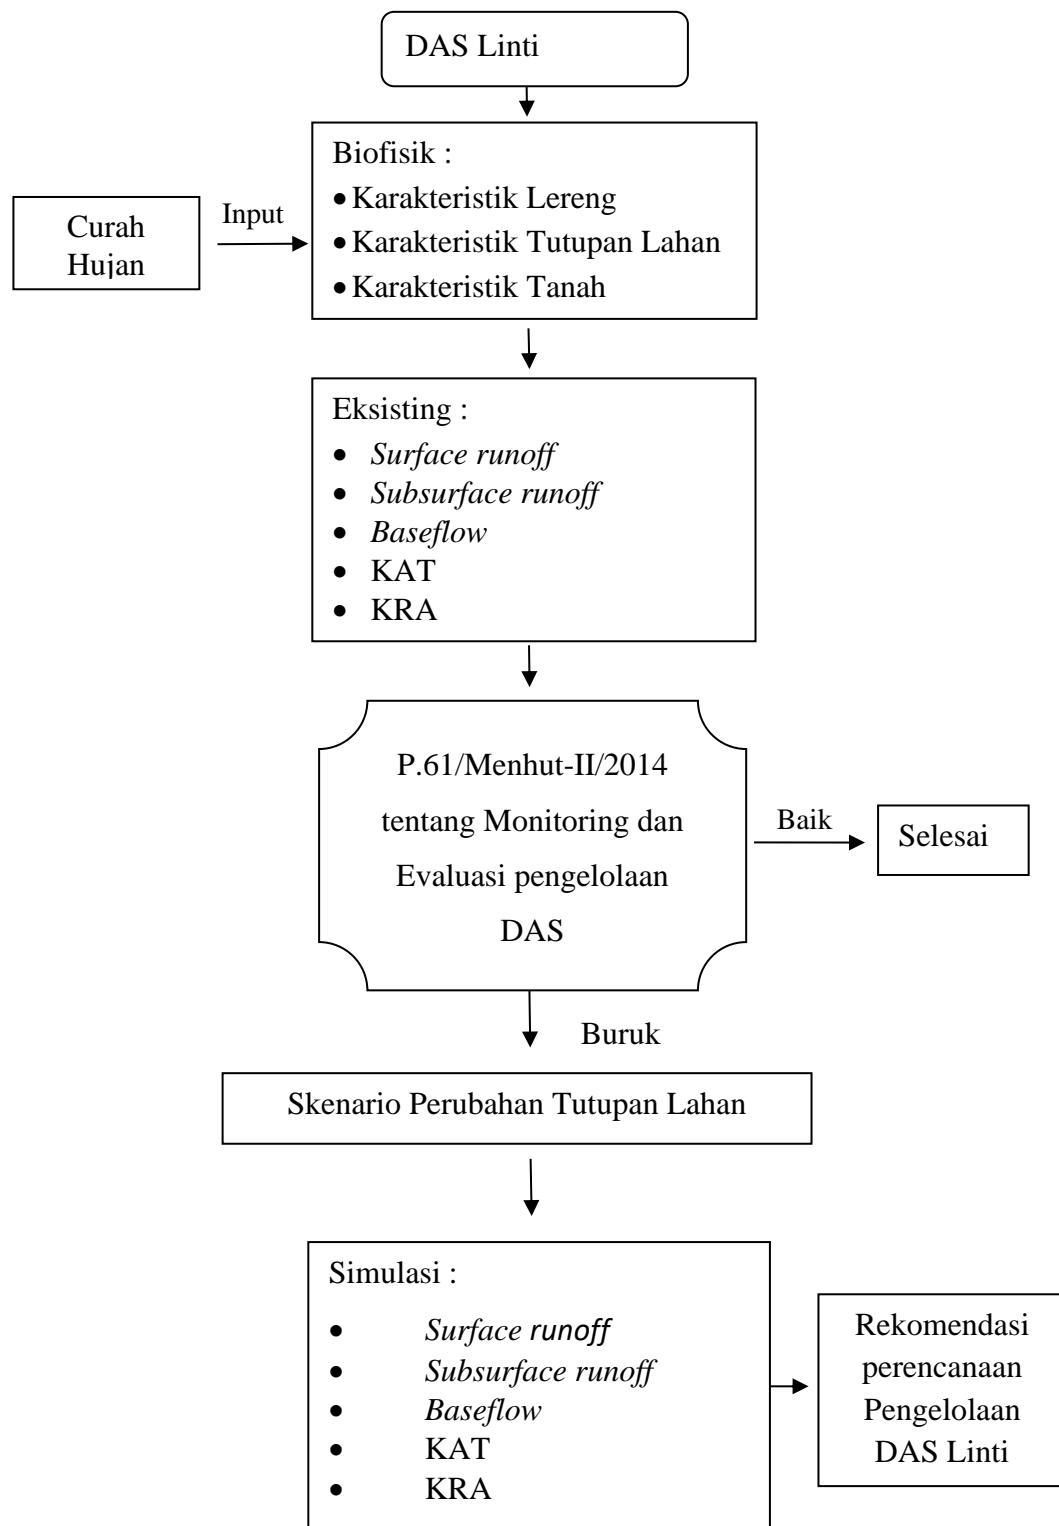 DAS Linti
Biofisik :
• Karakteristik Lereng
• Karakteristik Tutupan Lahan
• Karakteristik Tanah
Input
Curah
Hujan
Eksisting :
• Surface runoff
• Subsurface runoff
• Baseflow
• KAT
• KRA
P.61/Menhut-II/2014
tentang Monitoring dan
Evaluasi pengelolaan
DAS
Baik
Selesai
Buruk
Skenario Perubahan Tutupan Lahan
Simulasi :
• Surface runoff
• Subsurface runoff
• Baseflow
• KAT
• KRA
Rekomendasi
perencanaan
Pengelolaan
DAS Linti